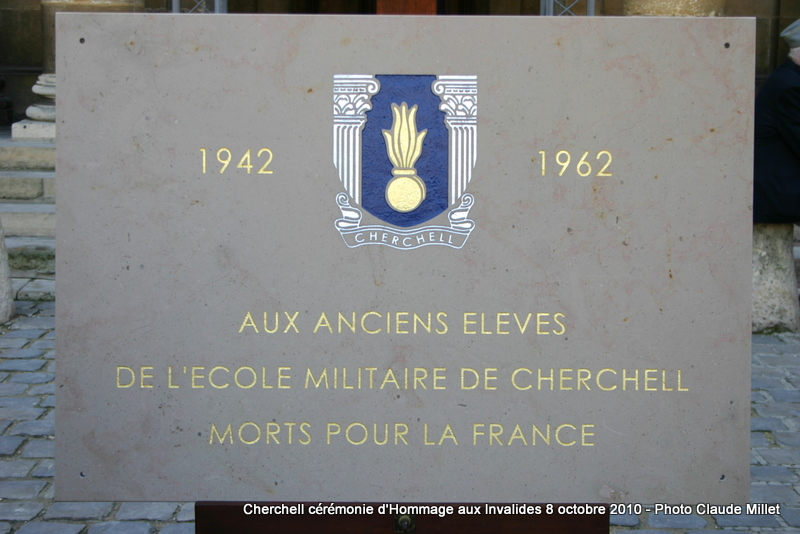 1942 1962
CHERCHELL
AUX ANCIENS ELEVES
DE L'ECOLE MILITAIRE DE CHERCHELL
MORTS POUR LA FRANCE
Cherchell cérémonie d'Hommage aux Invalides 8 octobre 2010 - Photo Claude Millet